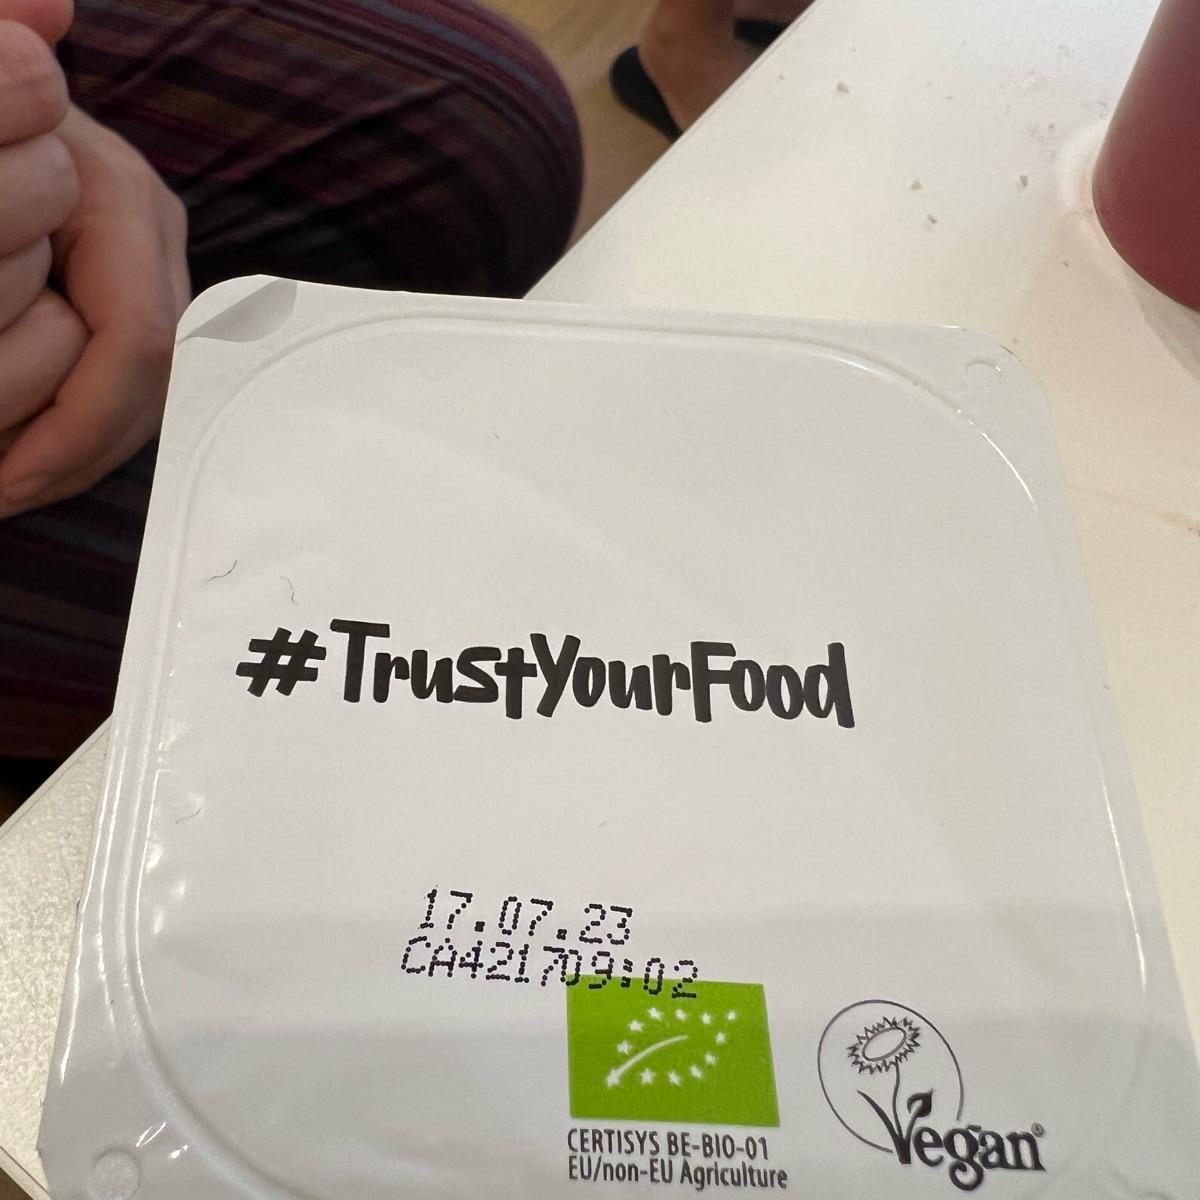 #TrustYourFood
17.07.23
CA421709:02
CERTISYS BE-BIO-01
EU/non-EU Agriculture
Vegan®